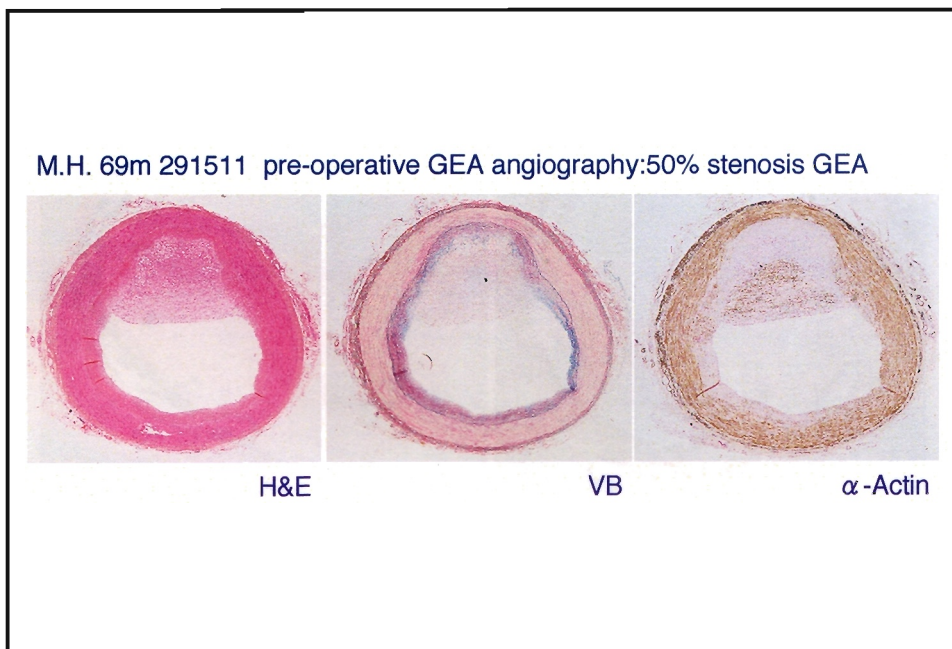 M.H. 69m 291511 pre-operative GEA angiography:50% stenosis GEA
H&E
VB
α-Actin